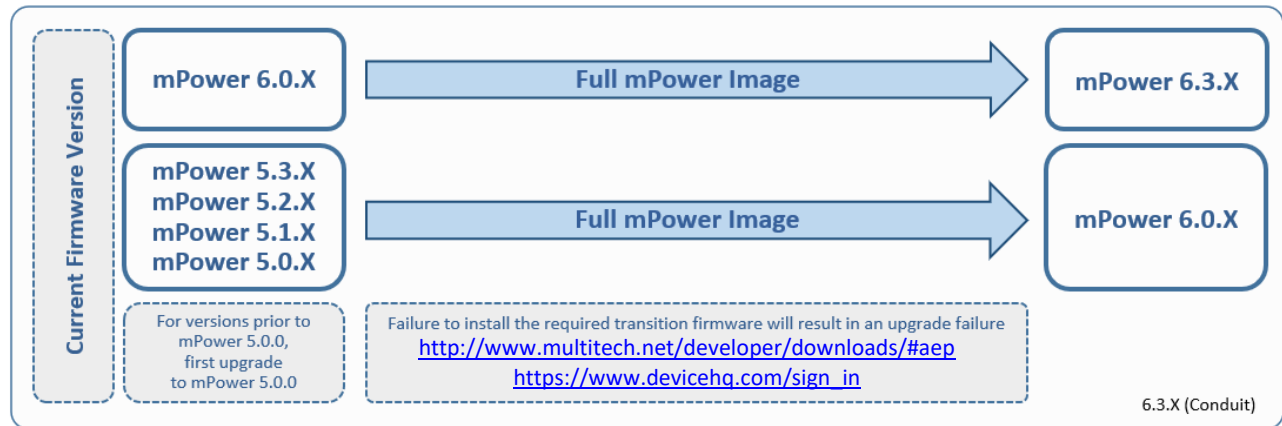 Current Firmware Version
mPower 6.0.X
Full mPower Image
mPower 6.3.X
mPower 5.3.X
mPower 5.2.X
mPower 5.1.X
mPower 5.0.X
Full mPower Image
mPower 6.0.X
For versions prior to
mPower 5.0.0,
first upgrade
to mPower 5.0.0
Failure to install the required transition firmware will result in an upgrade failure
http://www.multitech.net/developer/downloads/#aep
https://www.devicehq.com/sign_in
6.3.X (Conduit)